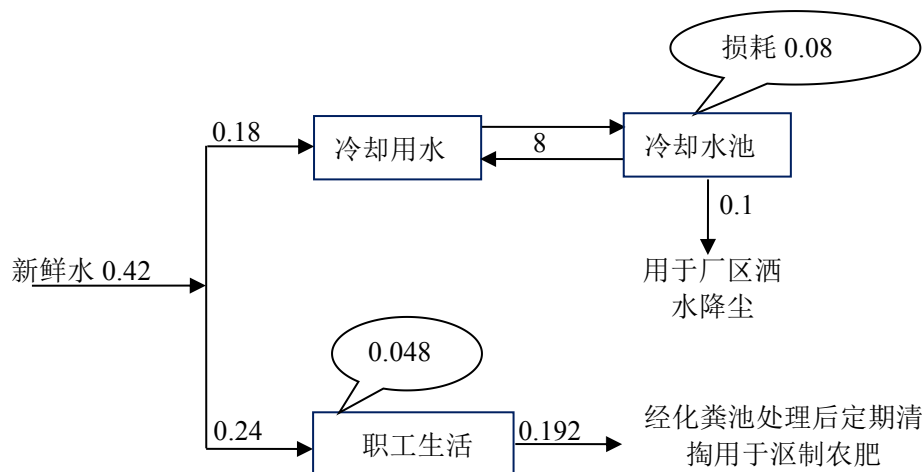 损耗 0.08
0.18
冷却用水
8
冷却水池
0.1
新鲜水 0.42
用于厂区洒
水降尘
0.048
0.24
职工生活
0.192
经化粪池处理后定期清
掏用于沤制农肥